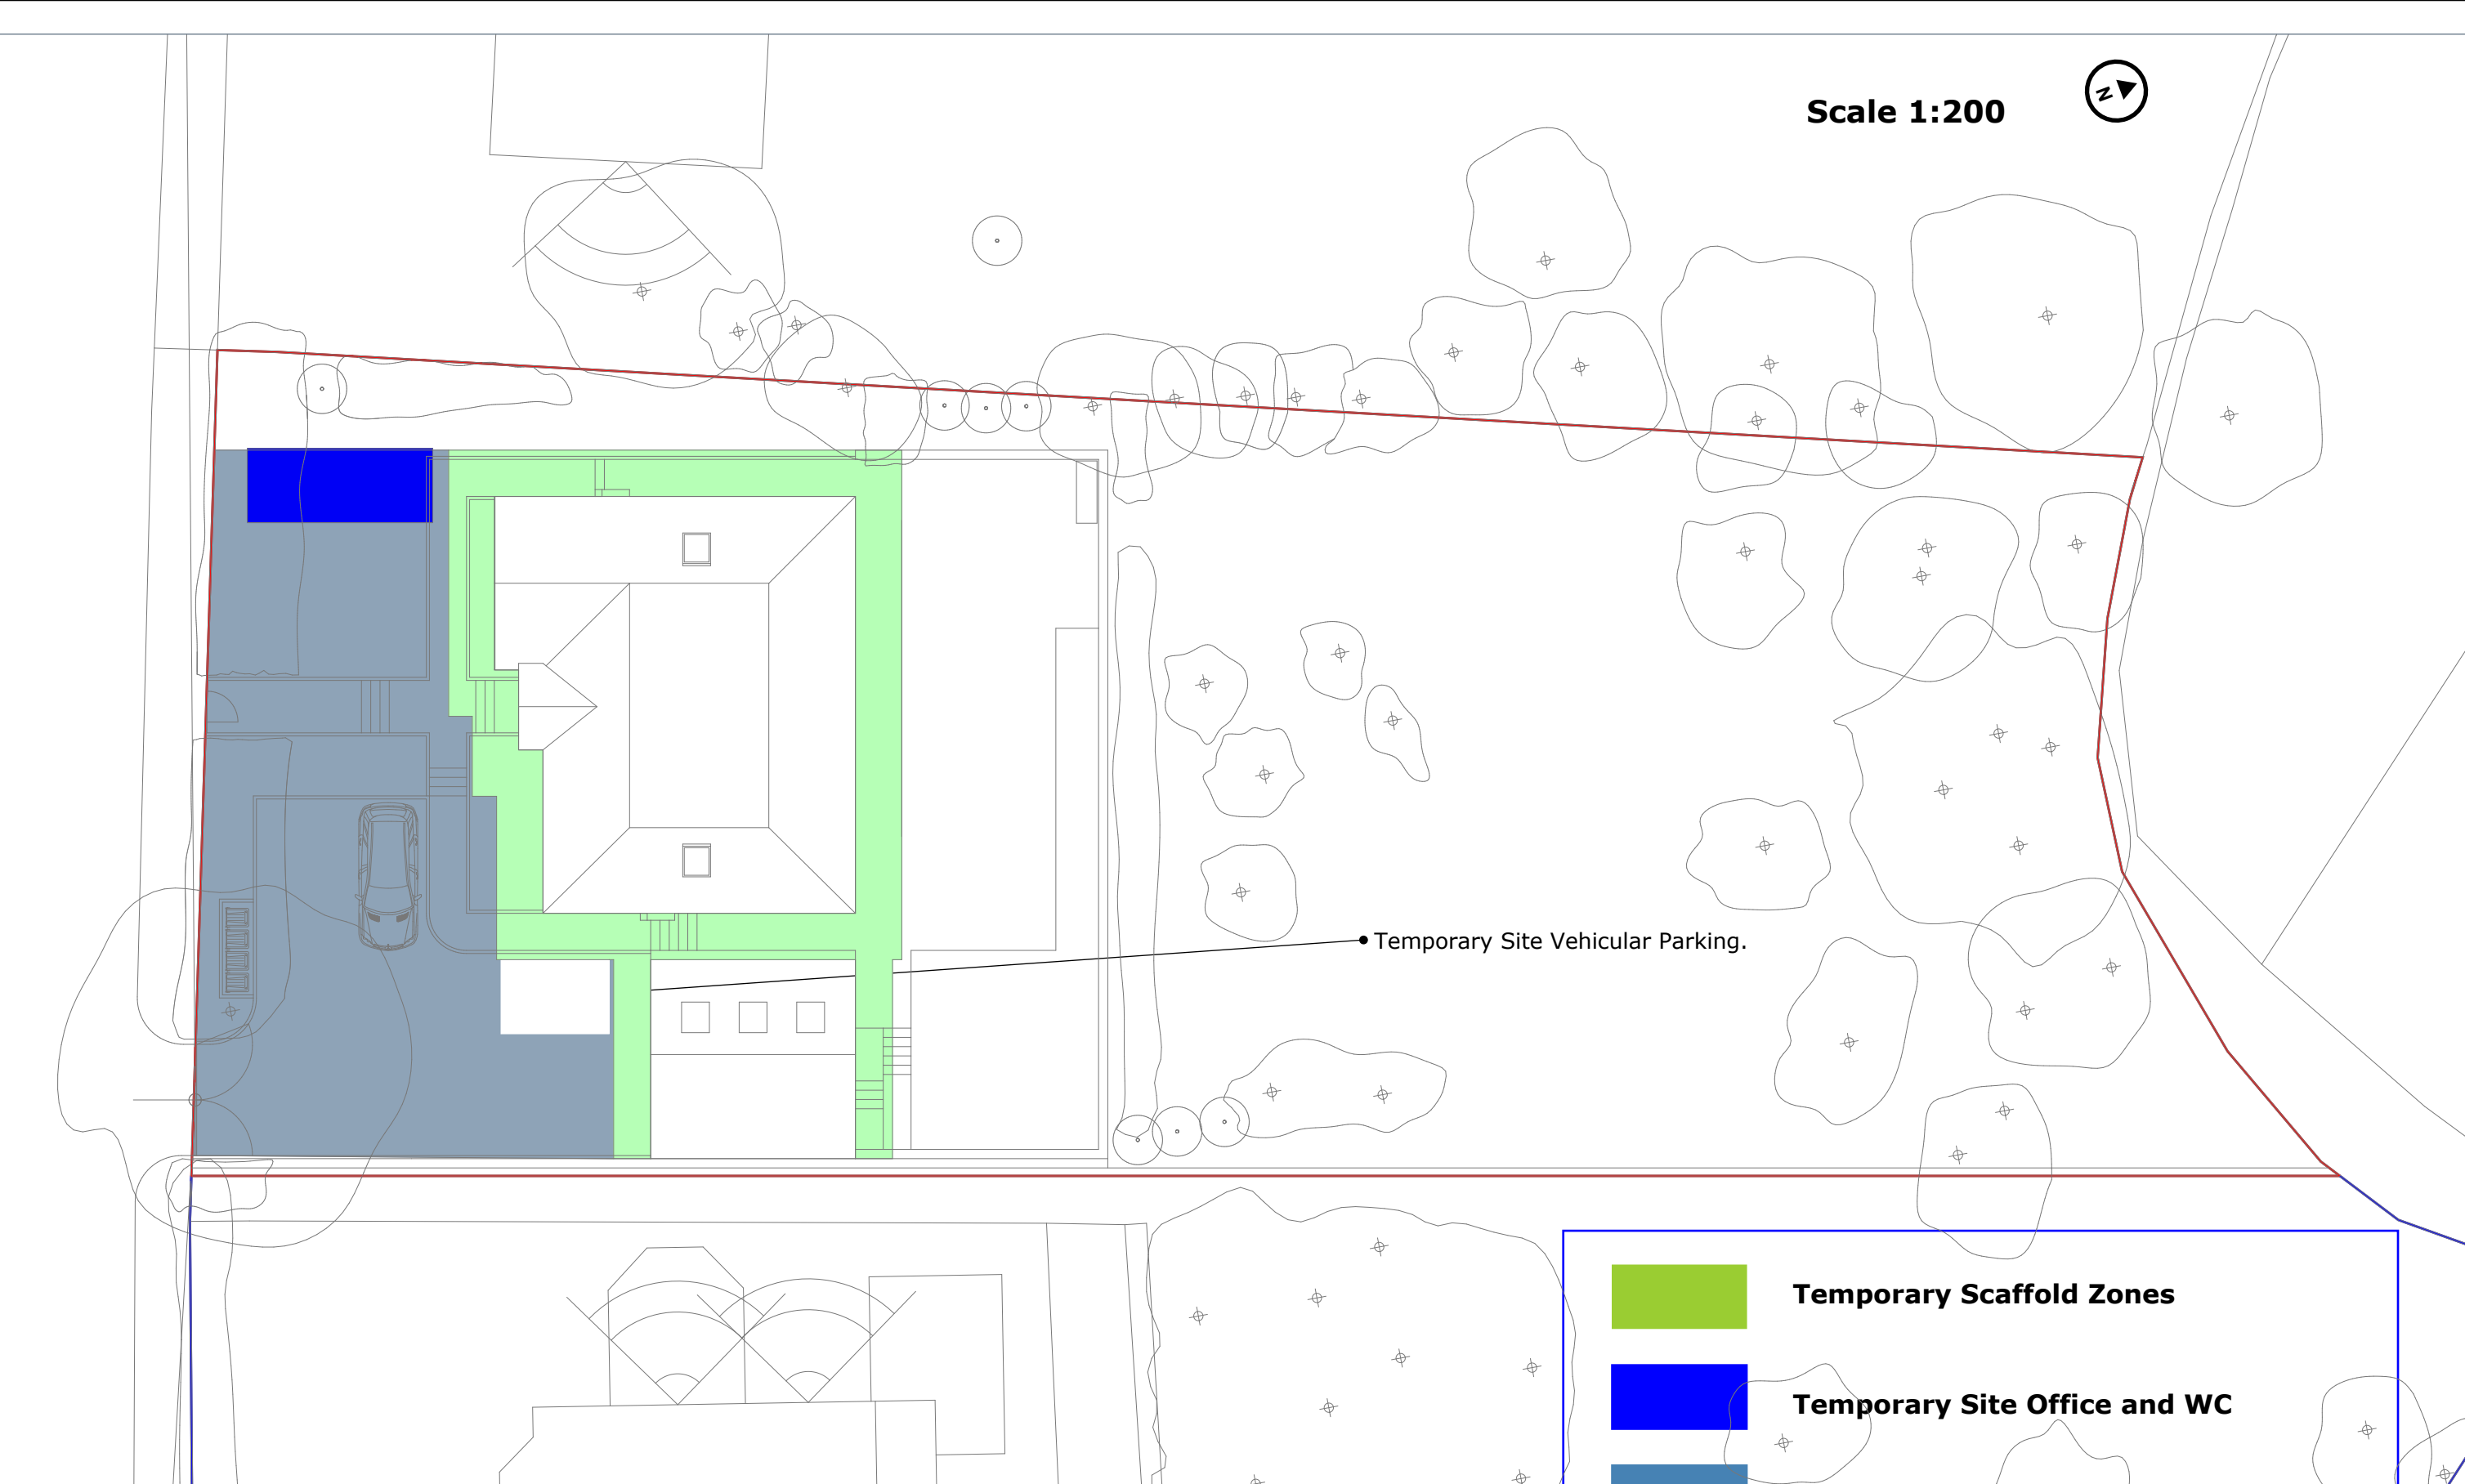 Scale 1:200
N
Temporary Site Vehicular Parking.
Temporary Scaffold Zones
Temporary Site Office and WC